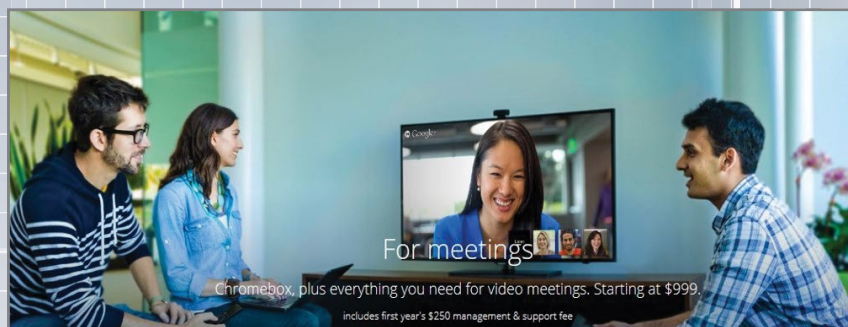 Google+
For meetings
Chromebox, plus everything you need for video meetings. Starting at $999.
includes first year's $250 management & support fee